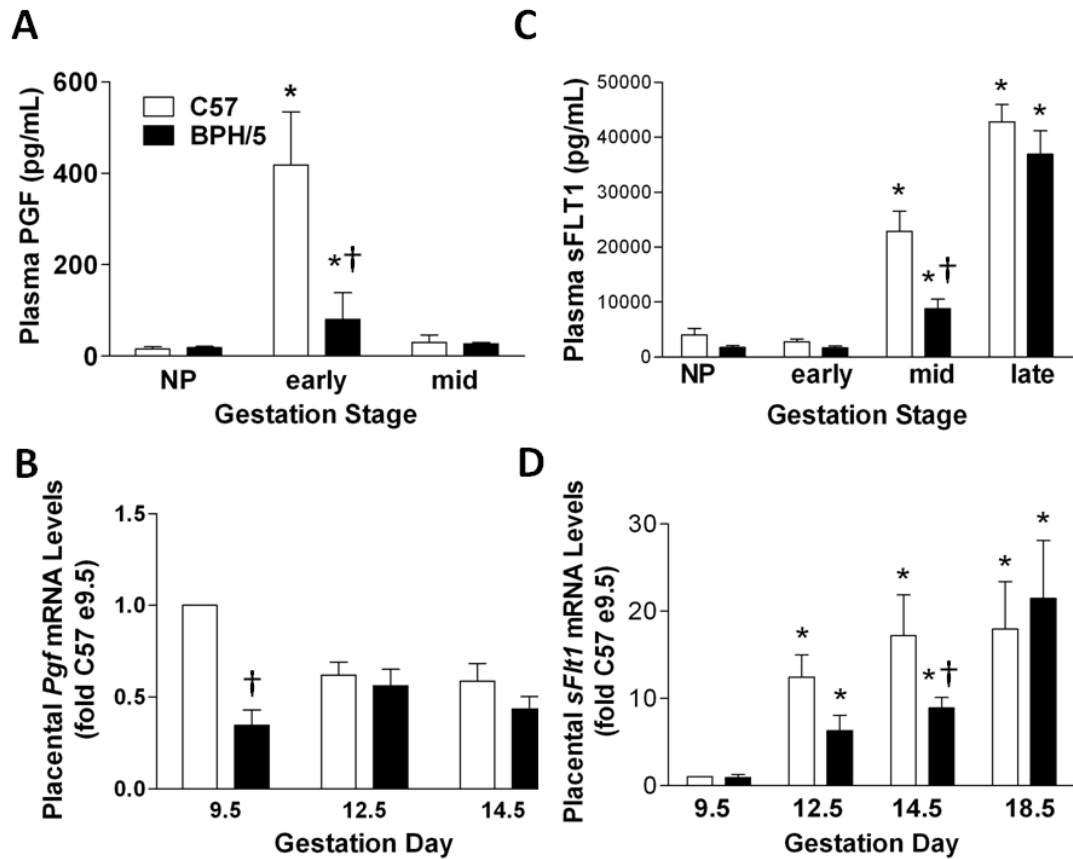 A
Plasma PGF (pg/mL)
600
400
200
0
C57
BPH/5
*
*†
NP early mid
Gestation Stage
C
Plasma sFLT1 (pg/mL)
50000
40000
30000
20000
10000
0
*
*†
*
*
NP early mid late
Gestation Stage
B
Placental Pgf mRNA Levels
(fold C57 e9.5)
1.5
1.0
0.5
0.0
†
9.5 12.5 14.5
Gestation Day
D
Placental sFlt1 mRNA Levels
(fold C57 e9.5)
30
20
10
0
*
*
*
*†
*
*
9.5 12.5 14.5 18.5
Gestation Day